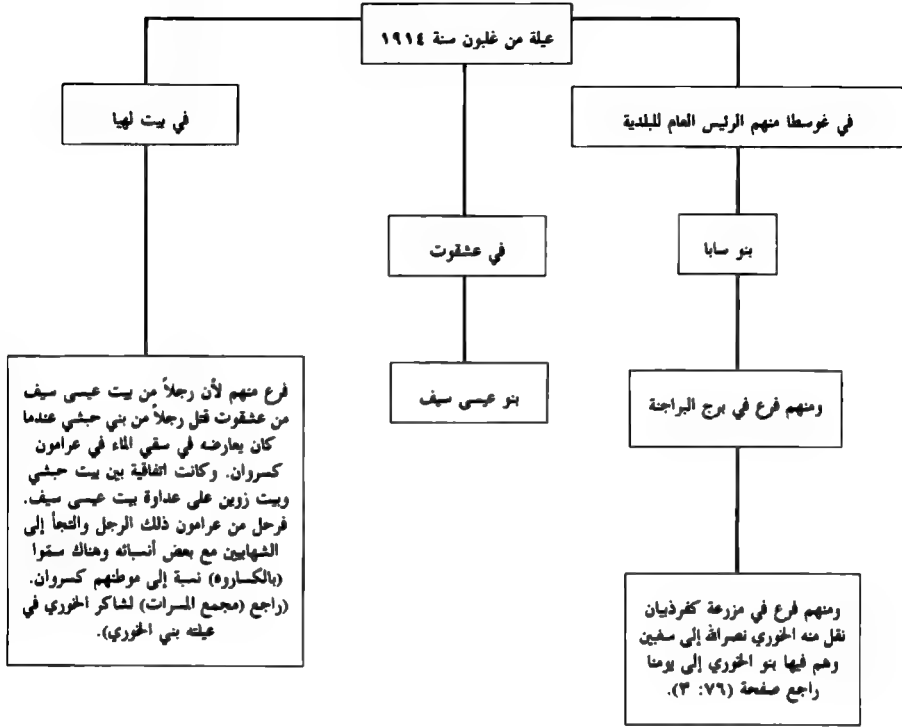 عيلة من غلبون سنة ١٩١٤
في غوسطا منهم الرئيس العام للبلدية
بنو صابا
ومنهم فرع في برج البراجنة
ومنهم فرع في مزرعة كفرذبيان
نقل منه الخوري نصرالله إلى سغبين
وهم فيها بنو الخوري إلى يومنا
راجع صفحة (٧٦: ٣).
في عشقوت
بنو عيسى سيف
في بيت لهيا
فرع منهم لأن رجلاً من بيت عيسى سيف
من عشقوت قتل رجلاً من بني حبشي عندما
كان يعارضه في سقي الماء في عرامون
كسروان. وكانت اتفاقية بين بيت حبشي
وبيت زوين على عداوة بيت عيسى سيف.
فرحل من عرامون ذلك الرجل والتجأ إلى
الشهابيين مع بعض أنسبائه وهناك سمّوا
(بالكساروه) نسبة إلى موطنهم كسروان.
(راجع (مجمع المسرات) لشاكر الخوري في
عيلته بني الخوري).